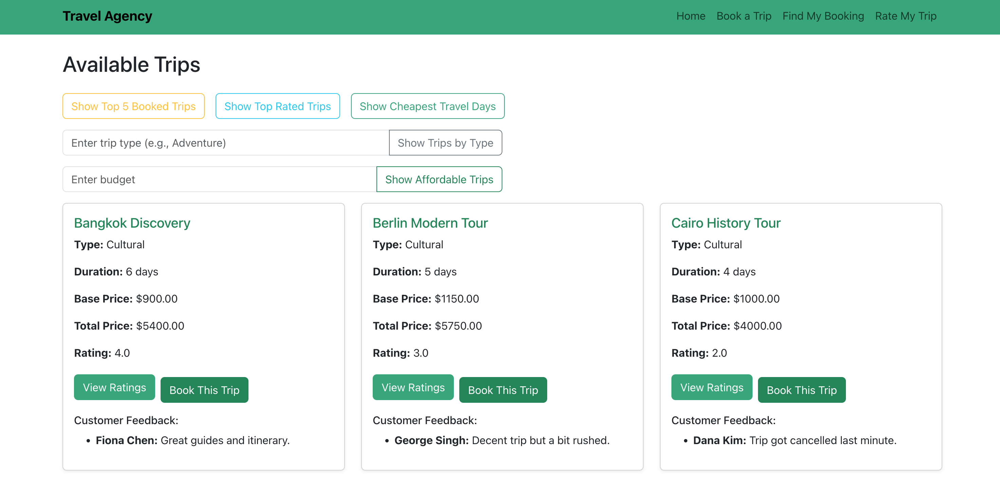 Travel Agency
Home Book a Trip Find My Booking Rate My Trip
Available Trips
Show Top 5 Booked Trips Show Top Rated Trips Show Cheapest Travel Days
Enter trip type (e.g., Adventure) Show Trips by Type
Enter budget Show Affordable Trips
Bangkok Discovery
Type: Cultural
Duration: 6 days
Base Price: $900.00
Total Price: $5400.00
Rating: 4.0
View Ratings Book This Trip
Customer Feedback:
• Fiona Chen: Great guides and itinerary.
Berlin Modern Tour
Type: Cultural
Duration: 5 days
Base Price: $1150.00
Total Price: $5750.00
Rating: 3.0
View Ratings Book This Trip
Customer Feedback:
• George Singh: Decent trip but a bit rushed.
Cairo History Tour
Type: Cultural
Duration: 4 days
Base Price: $1000.00
Total Price: $4000.00
Rating: 2.0
View Ratings Book This Trip
Customer Feedback:
• Dana Kim: Trip got cancelled last minute.